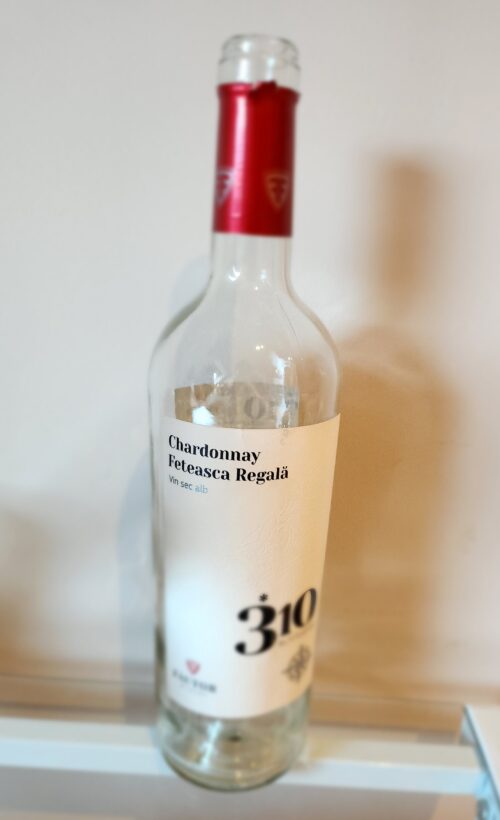 Chardonnay
Feteasca Regală
Vin sec alb
310